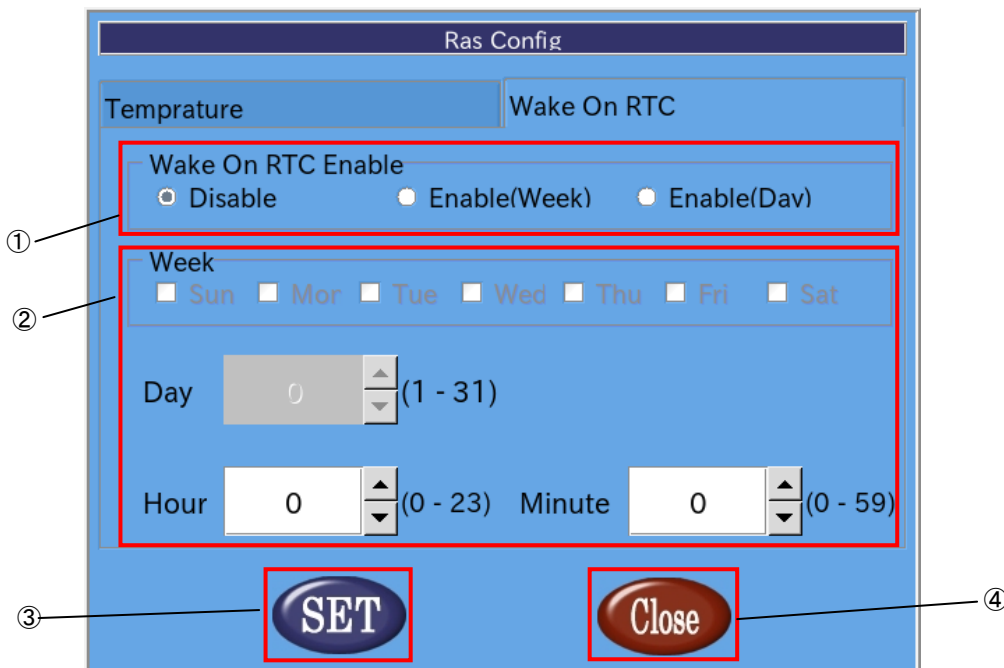 Ras Config
Temprature Wake On RTC
Wake On RTC Enable
Disable Enable(Week) Enable(Day)
①
Week
Sun Mon Tue Wed Thu Fri Sat
②
Day 0 (1 - 31)
Hour 0 (0 - 23) Minute 0 (0 - 59)
③ SET Close ④